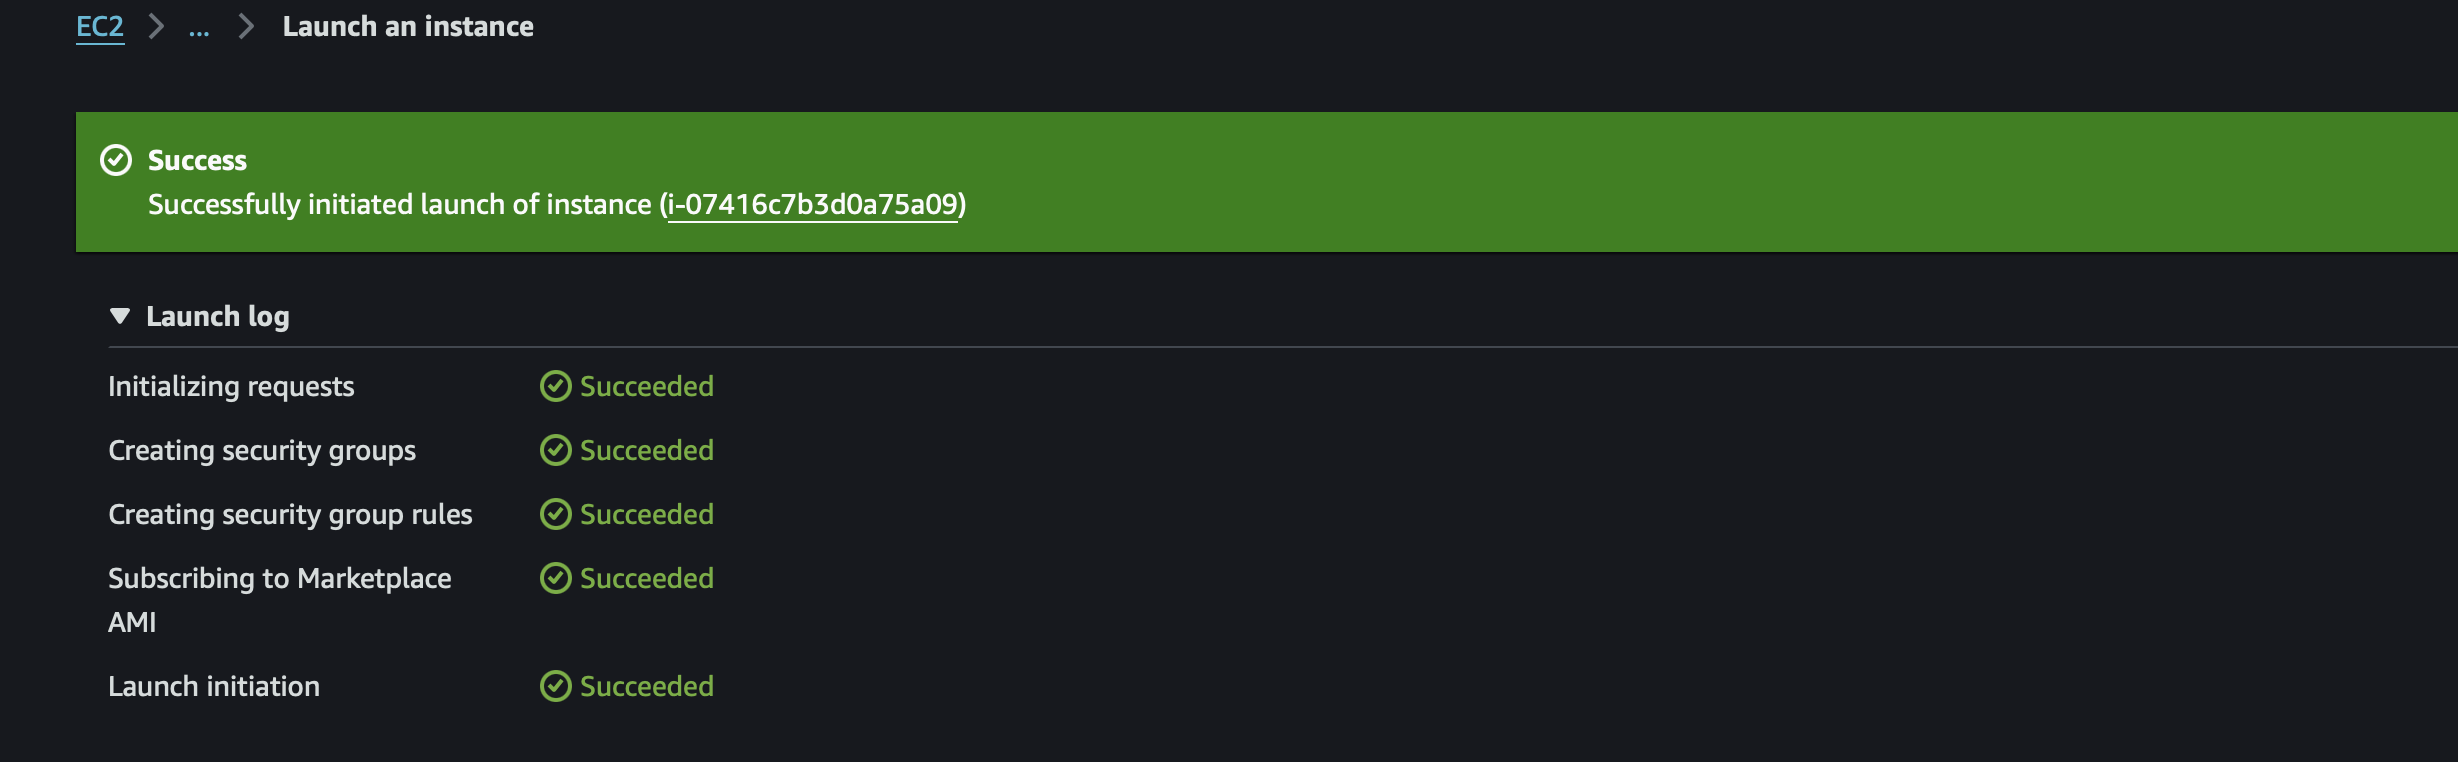 EC2 > ... > Launch an instance
Success
Successfully initiated launch of instance (i-07416c7b3d0a75a09)
Launch log
Initializing requests Succeeded
Creating security groups Succeeded
Creating security group rules Succeeded
Subscribing to Marketplace Succeeded
AMI
Launch initiation Succeeded